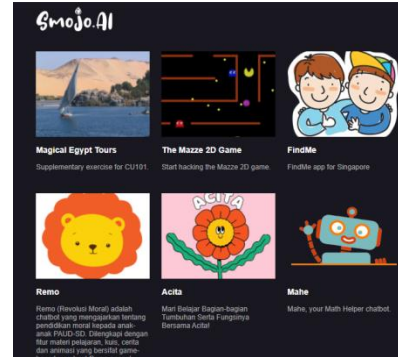 Smojo.AI
Magical Egypt Tours
Supplementary exercise for CU101.
The Mazze 2D Game
Start hacking the Mazze 2D game.
FindMe
FindMe app for Singapore
ACITA
Remo
Remo (Revolusi Moral) adalah
chatbot yang mengajarkan tentang
pendidikan moral kepada anak-
anak PAUD-SD. Dilengkapi dengan
fitur materi pelajaran, kuis, cerita
dan animasi yang bersifat game-
Acita
Mari Belajar Bagian-bagian
Tumbuhan Serta Fungsinya
Bersama Acita!
Mahe
Mahe, your Math Helper chatbot.